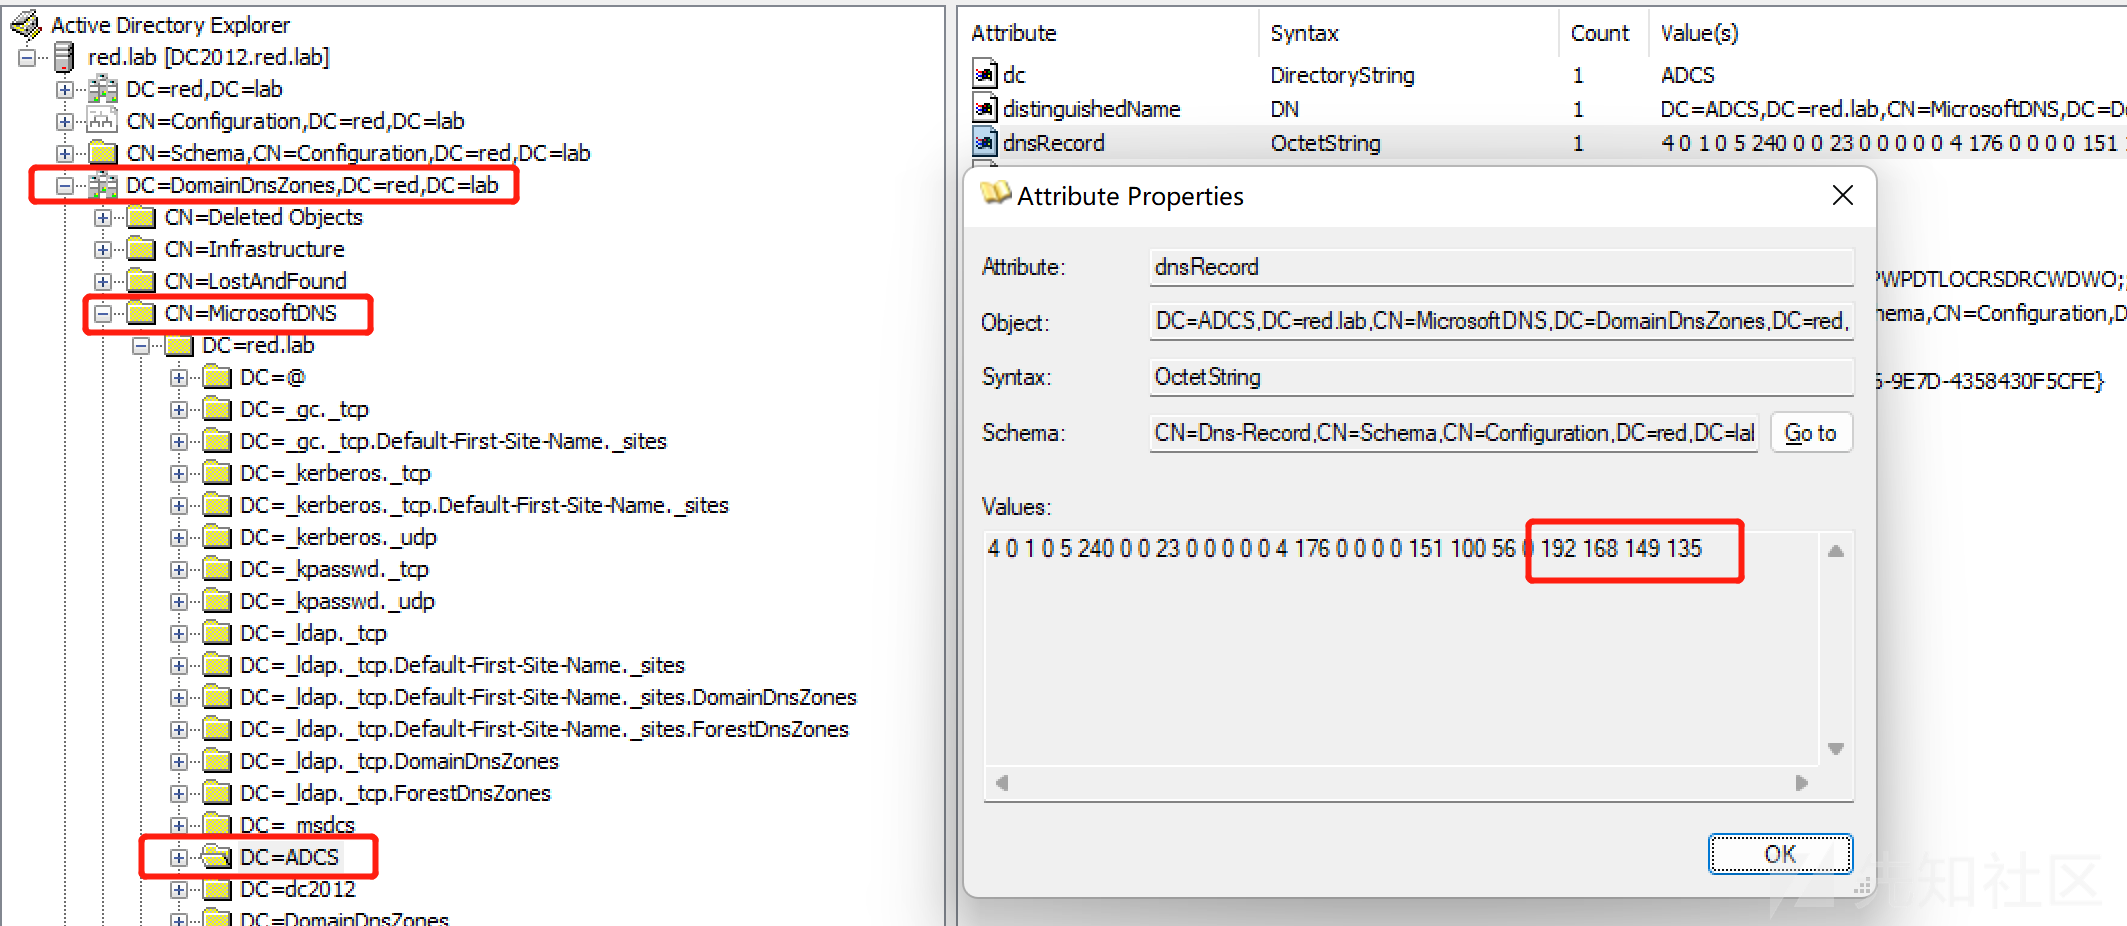 Active Directory Explorer
red.lab [DC2012.red.lab]
DC=red,DC=lab
CN=Configuration,DC=red,DC=lab
CN=Schema,CN=Configuration,DC=red,DC=lab
DC=DomainDnsZones,DC=red,DC=lab
CN=Deleted Objects
CN=Infrastructure
CN=LostAndFound
CN=MicrosoftDNS
DC=red.lab
DC=@
DC=_gc._tcp
DC=_gc._tcp.Default-First-Site-Name._sites
DC=_kerberos._tcp
DC=_kerberos._tcp.Default-First-Site-Name._sites
DC=_kerberos._udp
DC=_kpasswd._tcp
DC=_kpasswd._udp
DC=_ldap._tcp
DC=_ldap._tcp.Default-First-Site-Name._sites
DC=_ldap._tcp.Default-First-Site-Name._sites.DomainDnsZones
DC=_ldap._tcp.Default-First-Site-Name._sites.ForestDnsZones
DC=_ldap._tcp.DomainDnsZones
DC=_ldap._tcp.ForestDnsZones
DC=_msdcs
DC=ADCS
DC=dc2012
DC=DomainDnsZones
Attribute Syntax Count Value(s)
dc DirectoryString 1 ADCS
distinguishedName DN 1 DC=ADCS,DC=red.lab,CN=MicrosoftDNS,DC=Do
dnsRecord OctetString 1 4 0 1 0 5 240 0 0 23 0 0 0 0 0 4 176 0 0 0 0 151
Attribute Properties
Attribute: dnsRecord
PWPDTLOCRSDRCWDWO;;
Object: DC=ADCS,DC=red.lab,CN=MicrosoftDNS,DC=DomainDnsZones,DC=red,
hema,CN=Configuration,D
Syntax: OctetString
-9E7D-4358430F5CFE}
Schema: CN=Dns-Record,CN=Schema,CN=Configuration,DC=red,DC=lal
Go to
Values:
4 0 1 0 5 240 0 0 23 0 0 0 0 0 4 176 0 0 0 0 151 100 56 0 192 168 149 135
OK
先知社区